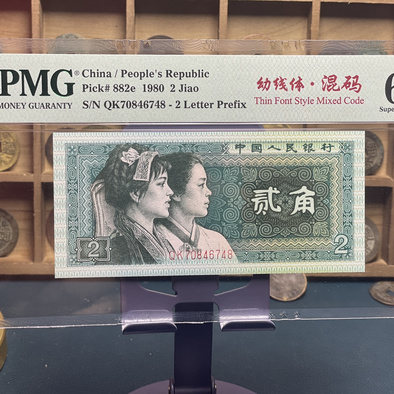 PMG®
MONEY GUARANTY
China / People's Republic
Pick# 882e 1980 2 Jiao
S/N QK70846748 - 2 Letter Prefix
幼线体·混码
Thin Font Style Mixed Code
6
Supe
中国人民银行
贰角
2
QK70846748
2